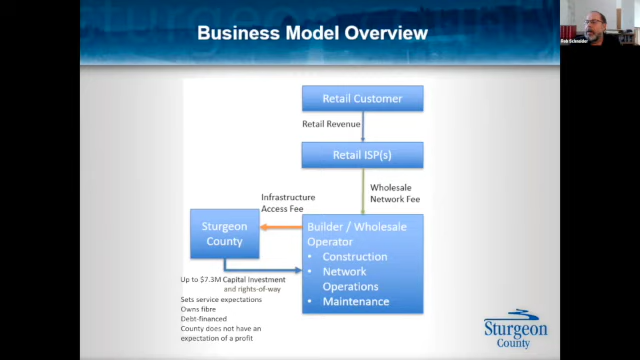 Business Model Overview
Rob Schneider
Retail Customer
Retail Revenue
Retail ISP(s)
Wholesale
Network Fee
Infrastructure
Access Fee
Sturgeon
County
Builder / Wholesale
Operator
• Construction
• Network
Operations
• Maintenance
Up to $7.3M Capital Investment
and rights-of-way
Sets service expectations
Owns fibre
Debt-financed
County does not have an
expectation of a profit
Sturgeon
County